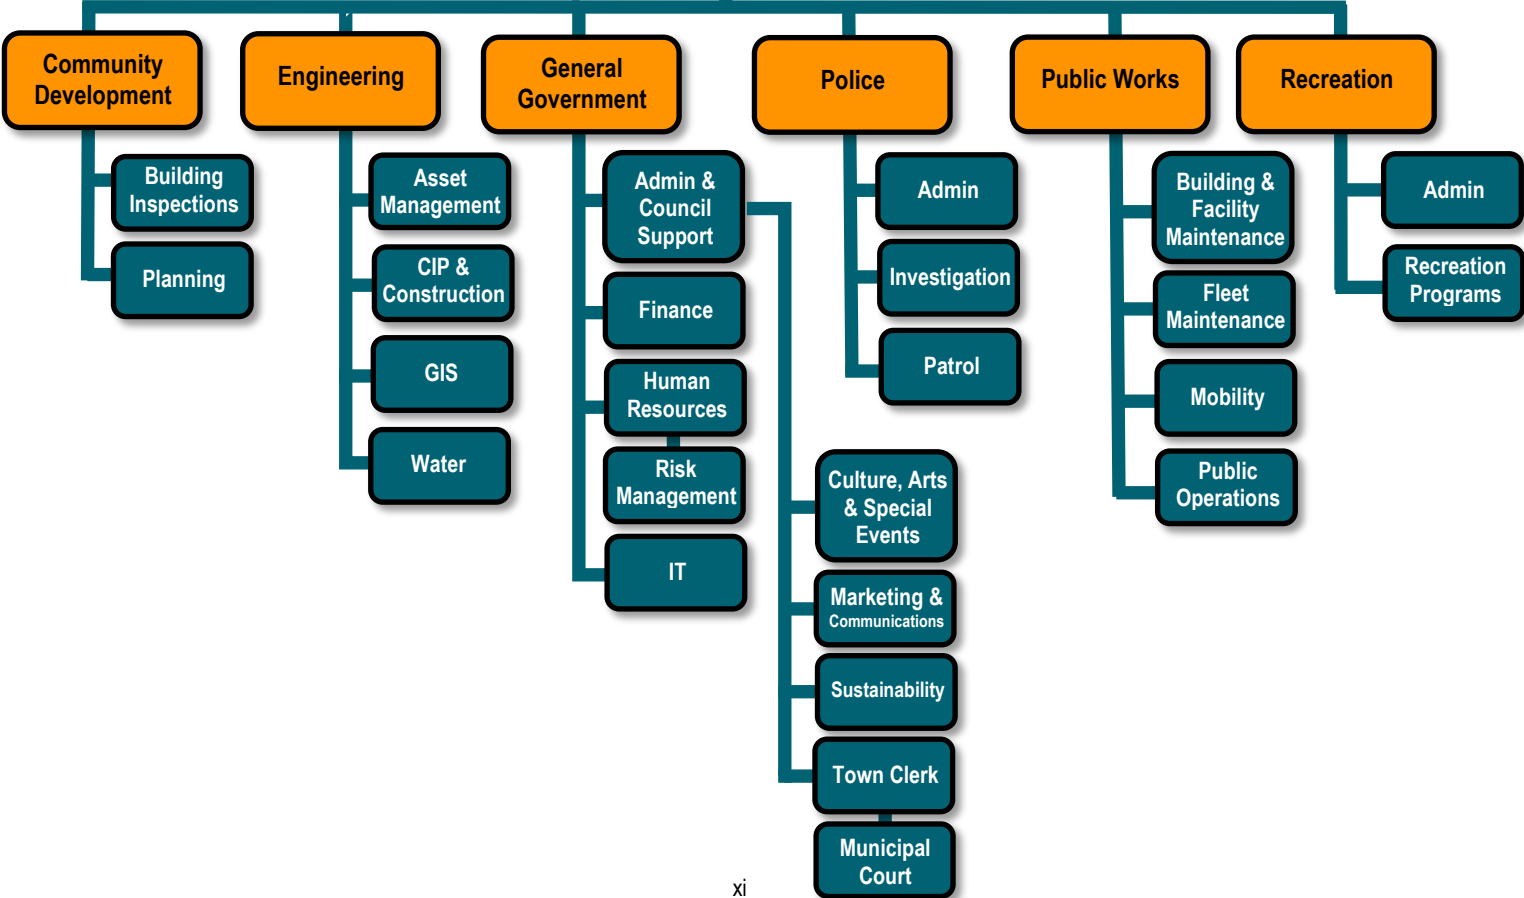 Community
Development
Engineering
General
Government
Police
Public Works
Recreation
Building
Inspections
Planning
Asset
Management
CIP &
Construction
GIS
Water
Admin &
Council
Support
Finance
Human
Resources
Risk
Management
IT
Culture, Arts
& Special
Events
Marketing &
Communications
Sustainability
Town Clerk
Municipal
Court
Admin
Investigation
Patrol
Building &
Facility
Maintenance
Fleet
Maintenance
Mobility
Public
Operations
Admin
Recreation
Programs
xi